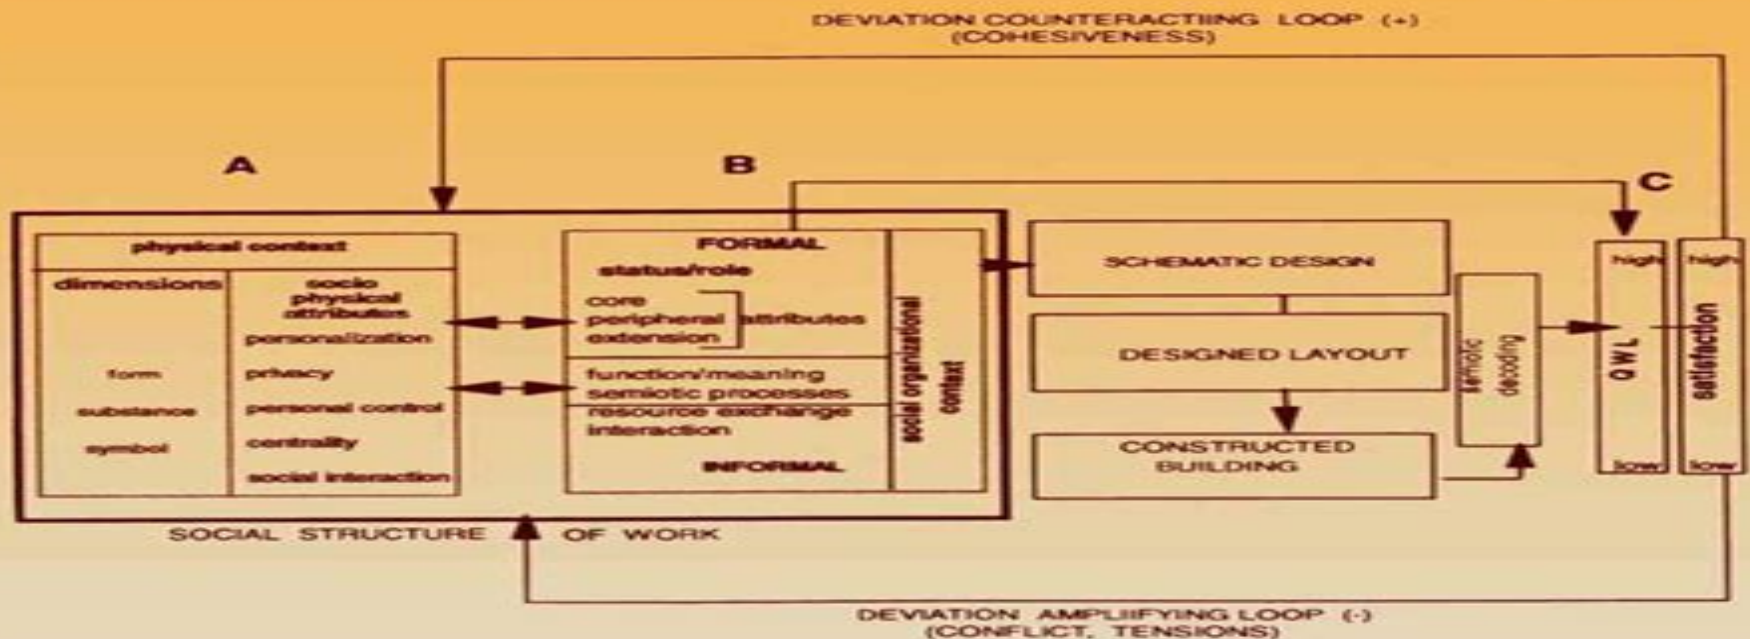 DEVIATION COUNTERACTIING LOOP (+)
(COHESIVENESS)
A
B
C
physical context
dimensions
socio
physical
attributes
personalization
form
privacy
substance
personal control
symbol
centrality
social interaction
FORMAL
status/role
core
peripheral attributes
extension
function/meaning
semiotic processes
resource exchange
interaction
INFORMAL
social organizational
context
SCHEMATIC DESIGN
DESIGNED LAYOUT
CONSTRUCTED
BUILDING
decoding
high
QWL
low
high
satisfaction
low
SOCIAL STRUCTURE OF WORK
DEVIATION AMPLIIFYING LOOP (-)
(CONFLICT, TENSIONS)